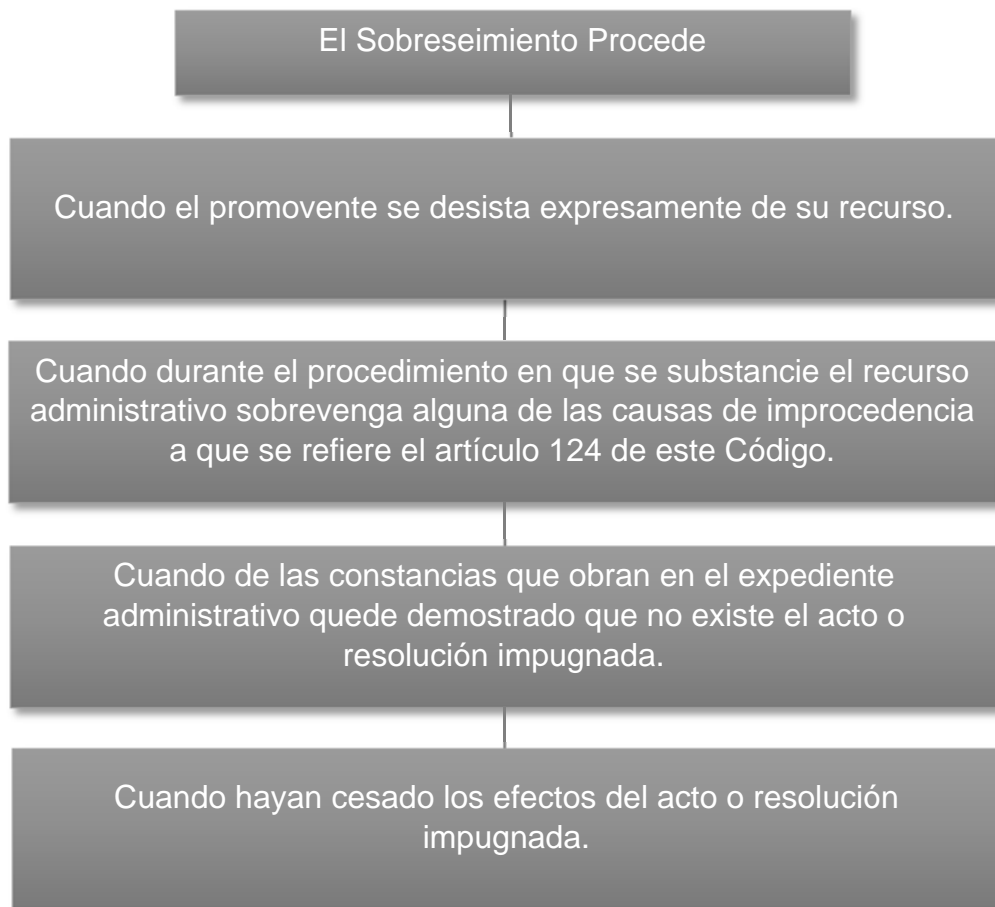 El Sobreseimiento Procede
Cuando el promovente se desista expresamente de su recurso.
Cuando durante el procedimiento en que se substancie el recurso
administrativo sobrevenga alguna de las causas de improcedencia
a que se refiere el artículo 124 de este Código.
Cuando de las constancias que obran en el expediente
administrativo quede demostrado que no existe el acto o
resolución impugnada.
Cuando hayan cesado los efectos del acto o resolución
impugnada.